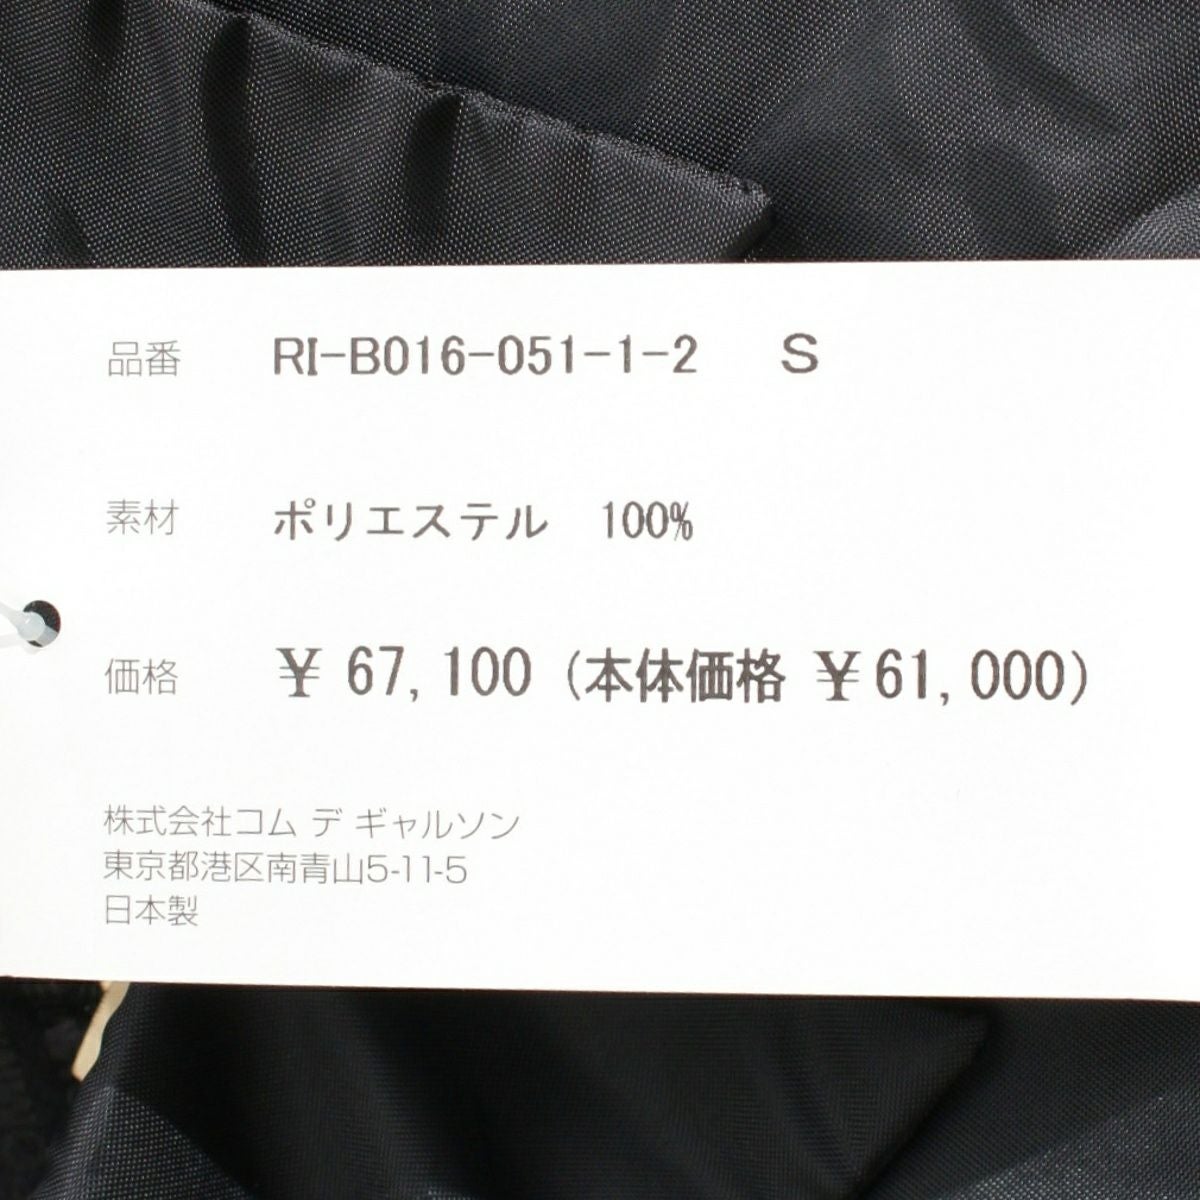 品番 RI-B016-051-1-2 S
素材 ポリエステル 100%
価格 ¥ 67,100 (本体価格 ¥61,000)
株式会社コム デ ギャルソン
東京都港区南青山5-11-5
日本製